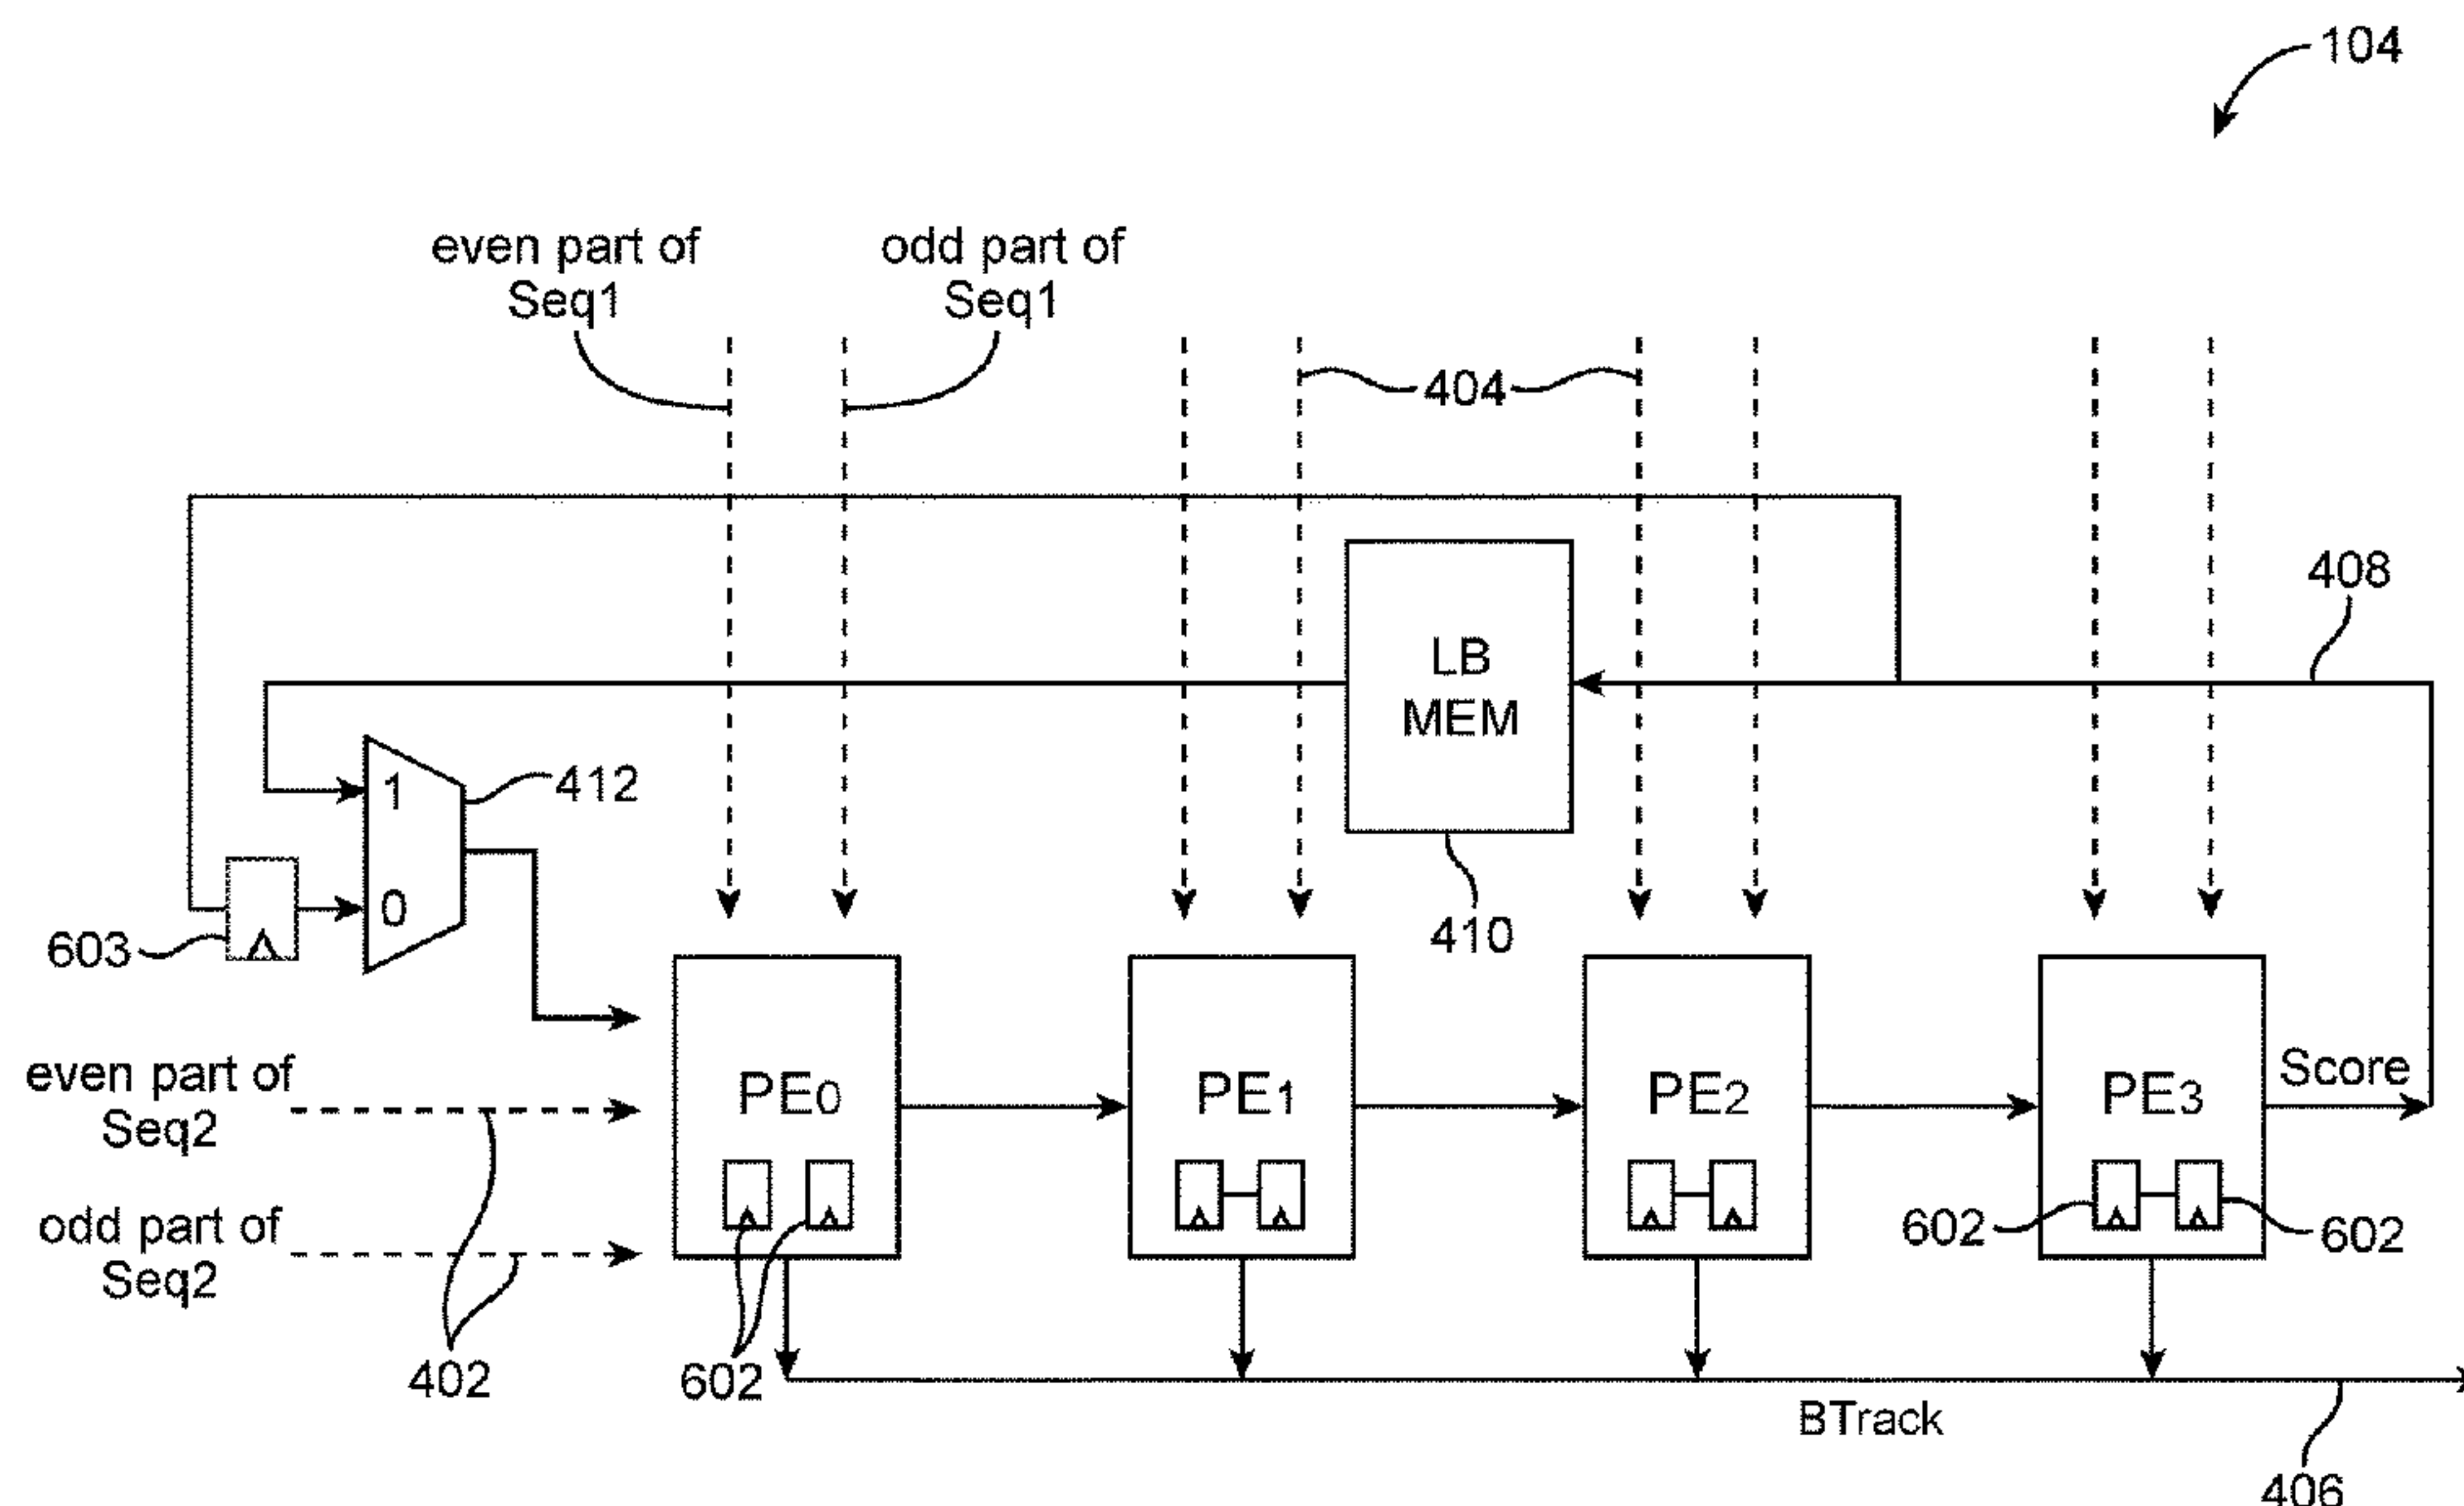 104
even part of
Seq1
odd part of
Seq1
404
408
LB
MEM
1
412
0
603
410
even part of
Seq2
PE0
PE1
PE2
PE3
Score
odd part of
Seq2
602
602
402
602
BTrack
406